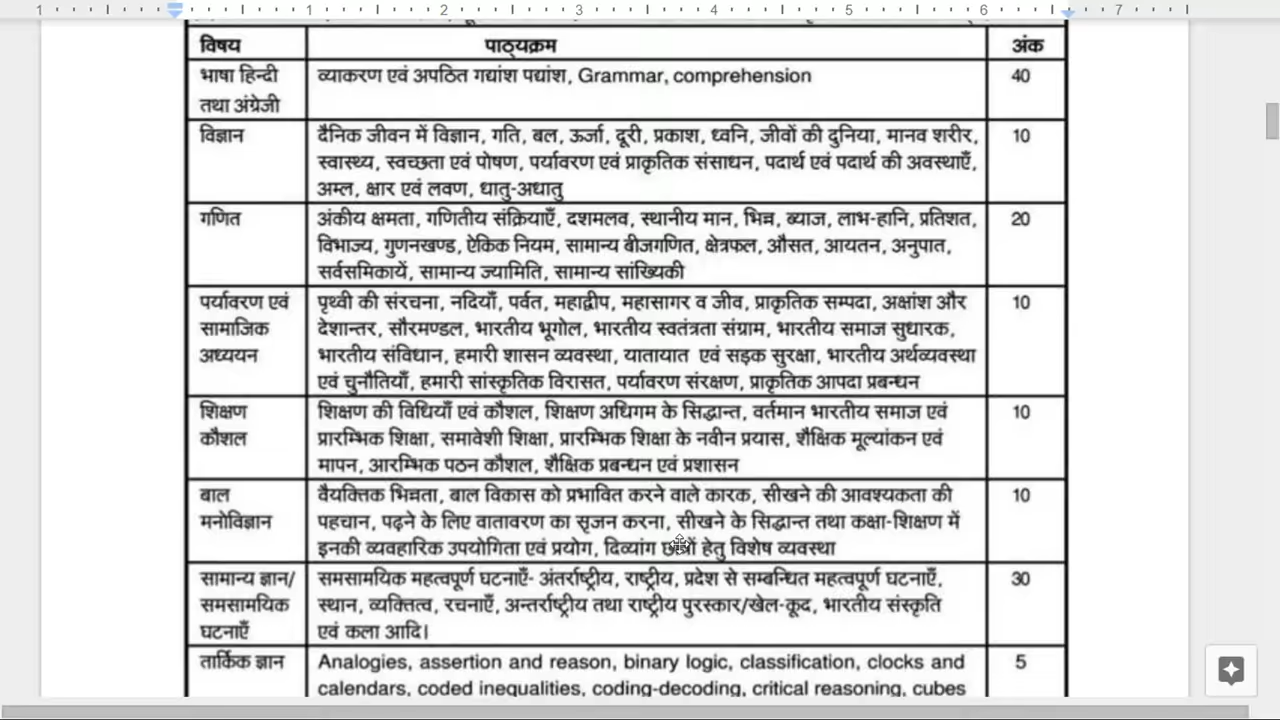 1 1 2 3 4 5 6 7
विषय पाठ्यक्रम अंक
भाषा हिन्दी व्याकरण एवं अपठित गद्यांश पद्यांश, Grammar, comprehension 40
तथा अंग्रेजी
विज्ञान दैनिक जीवन में विज्ञान, गति, बल, ऊर्जा, दूरी, प्रकाश, ध्वनि, जीवों की दुनिया, मानव शरीर, 10
स्वास्थ्य, स्वच्छता एवं पोषण, पर्यावरण एवं प्राकृतिक संसाधन, पदार्थ एवं पदार्थ की अवस्थाएँ,
अम्ल, क्षार एवं लवण, धातु-अधातु
गणित अंकीय क्षमता, गणितीय संक्रियाएँ, दशमलव, स्थानीय मान, भिन्न, ब्याज, लाभ-हानि, प्रतिशत, 20
विभाज्य, गुणनखण्ड, ऐकिक नियम, सामान्य बीजगणित, क्षेत्रफल, औसत, आयतन, अनुपात,
सर्वसमिकायें, सामान्य ज्यामिति, सामान्य सांख्यिकी
पर्यावरण एवं पृथ्वी की संरचना, नदियाँ, पर्वत, महाद्वीप, महासागर व जीव, प्राकृतिक सम्पदा, अक्षांश और 10
सामाजिक देशान्तर, सौरमण्डल, भारतीय भूगोल, भारतीय स्वतंत्रता संग्राम, भारतीय समाज सुधारक,
अध्ययन भारतीय संविधान, हमारी शासन व्यवस्था, यातायात एवं सड़क सुरक्षा, भारतीय अर्थव्यवस्था
एवं चुनौतियाँ, हमारी सांस्कृतिक विरासत, पर्यावरण संरक्षण, प्राकृतिक आपदा प्रबन्धन
शिक्षण शिक्षण की विधियाँ एवं कौशल, शिक्षण अधिगम के सिद्धान्त, वर्तमान भारतीय समाज एवं 10
कौशल प्रारम्भिक शिक्षा, समावेशी शिक्षा, प्रारम्भिक शिक्षा के नवीन प्रयास, शैक्षिक मूल्यांकन एवं
मापन, आरम्भिक पठन कौशल, शैक्षिक प्रबन्धन एवं प्रशासन
बाल वैयक्तिक भिन्नता, बाल विकास को प्रभावित करने वाले कारक, सीखने की आवश्यकता की 10
मनोविज्ञान पहचान, पढ़ने के लिए वातावरण का सृजन करना, सीखने के सिद्धान्त तथा कक्षा-शिक्षण में
इनकी व्यवहारिक उपयोगिता एवं प्रयोग, दिव्यांग छात्रों हेतु विशेष व्यवस्था
सामान्य ज्ञान/ समसामयिक महत्वपूर्ण घटनाएँ- अंतर्राष्ट्रीय, राष्ट्रीय, प्रदेश से सम्बन्धित महत्वपूर्ण घटनाएँ, 30
समसामयिक स्थान, व्यक्तित्व, रचनाएँ, अन्तर्राष्ट्रीय तथा राष्ट्रीय पुरस्कार/खेल-कूद, भारतीय संस्कृति
घटनाएँ एवं कला आदि।
तार्किक ज्ञान Analogies, assertion and reason, binary logic, classification, clocks and 5
calendars, coded inequalities, coding-decoding, critical reasoning, cubes